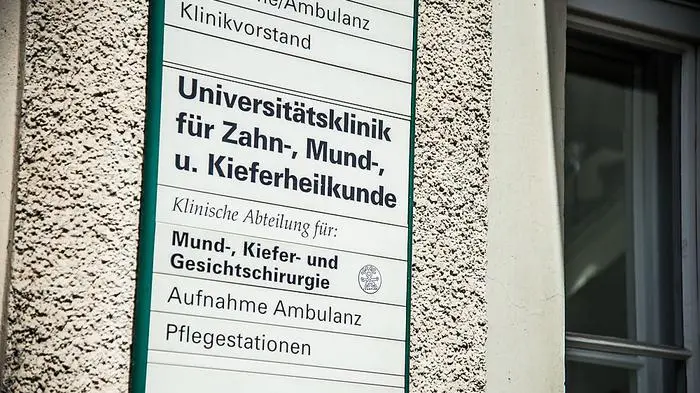 /Ambulanz
Klinikvorstand
Universitätsklinik
für Zahn-, Mund-,
u. Kieferheilkunde
Klinische Abteilung für:
Mund-, Kiefer- und
Gesichtschirurgie
Aufnahme Ambulanz
Pflegestationen